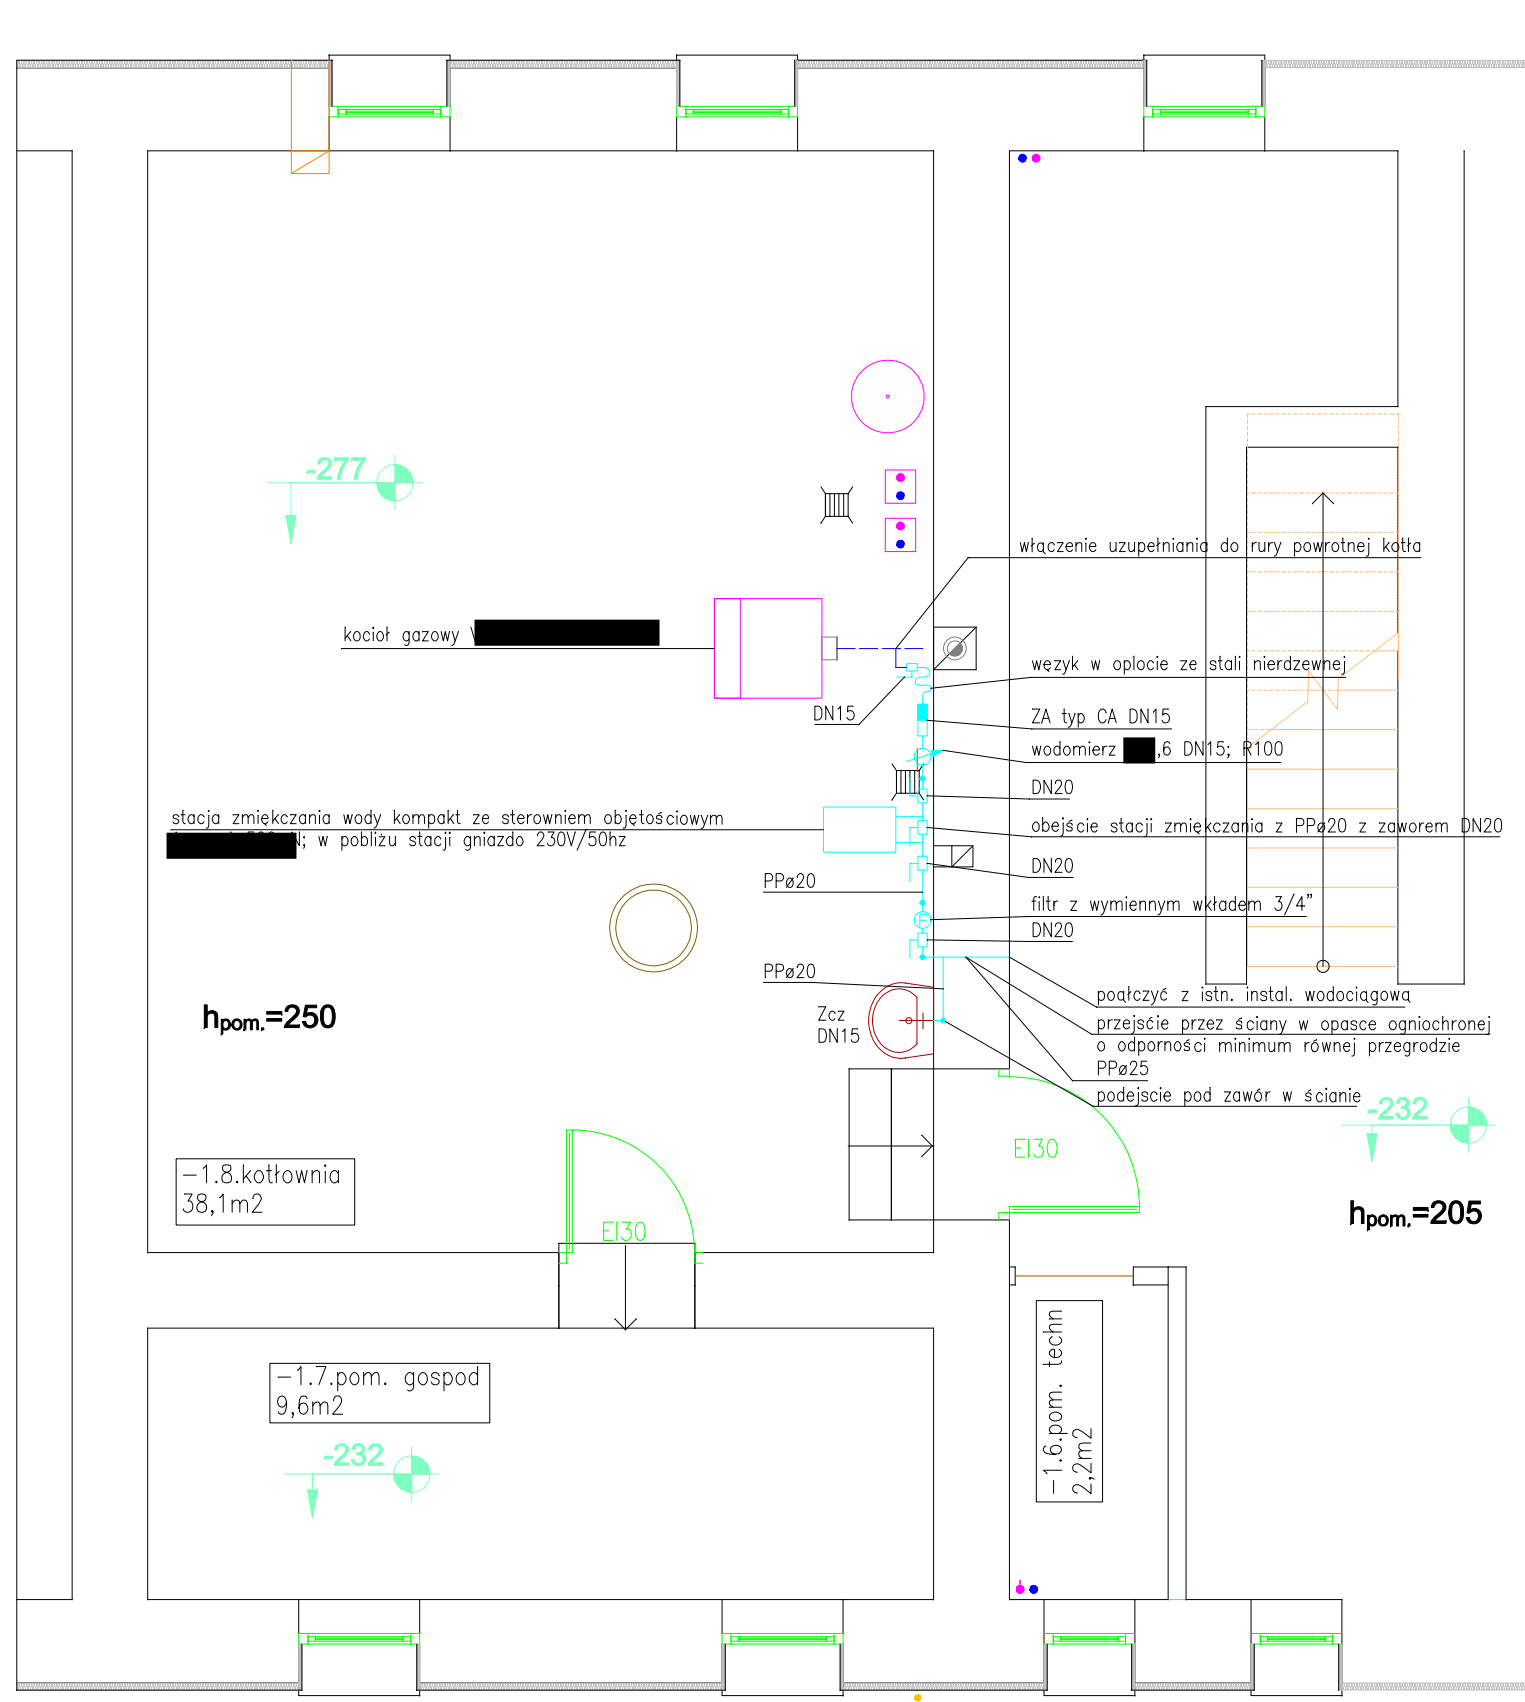 -277
włączenie uzupełniania do rury powrotnej kotła
kocioł gazowy
węzyk w oplocie ze stali nierdzewnej
DN15
ZA typ CA DN15
wodomierz ,6 DN15; R100
DN20
stacja zmiękczania wody kompakt ze sterowniem objętościowym
; w pobliżu stacji gniazdo 230V/50hz
obejście stacji zmiękczania z PPø20 z zaworem DN20
DN20
PPø20
filtr z wymiennym wkładem 3/4"
DN20
PPø20
hpom.=250
Zcz
DN15
poąłczyć z istn. instal. wodociągową
przejście przez ściany w opasce ogniochronej
o odporności minimum równej przegrodzie
PPø25
podejscie pod zawór w ścianie
-232
EI30
-1.8.kotłownia
38,1m2
hpom.=205
EI30
-1.7.pom. gospod
9,6m2
-1.6.pom. techn
2,2m2
-232